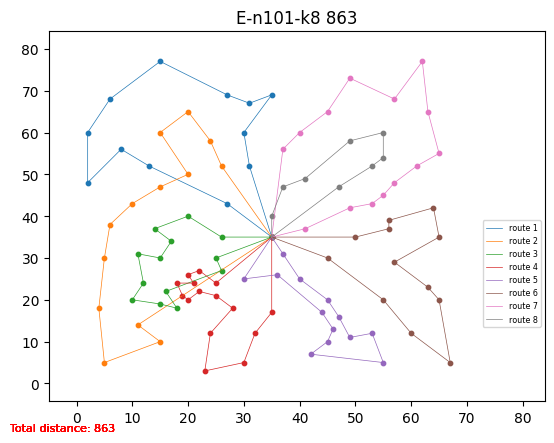 E-n101-k8 863
80
70
60
50
40
30
20
10
0
route 1
route 2
route 3
route 4
route 5
route 6
route 7
route 8
0 10 20 30 40 50 60 70 80
Total distance: 863